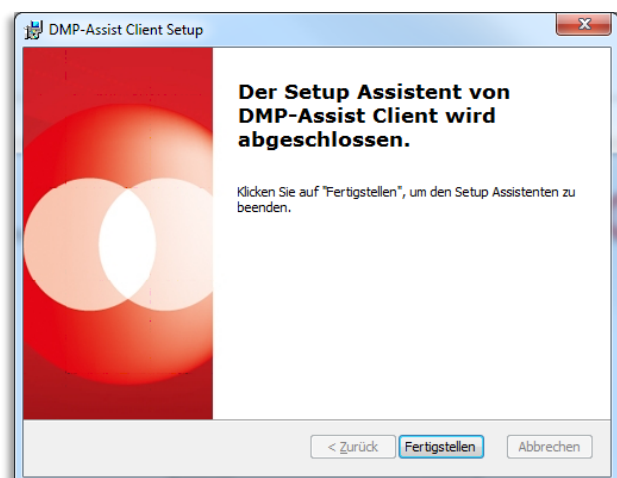 DMP-Assist Client Setup
Der Setup Assistent von
DMP-Assist Client wird
abgeschlossen.
Klicken Sie auf "Fertigstellen", um den Setup Assistenten zu
beenden.
< Zurück Fertigstellen Abbrechen